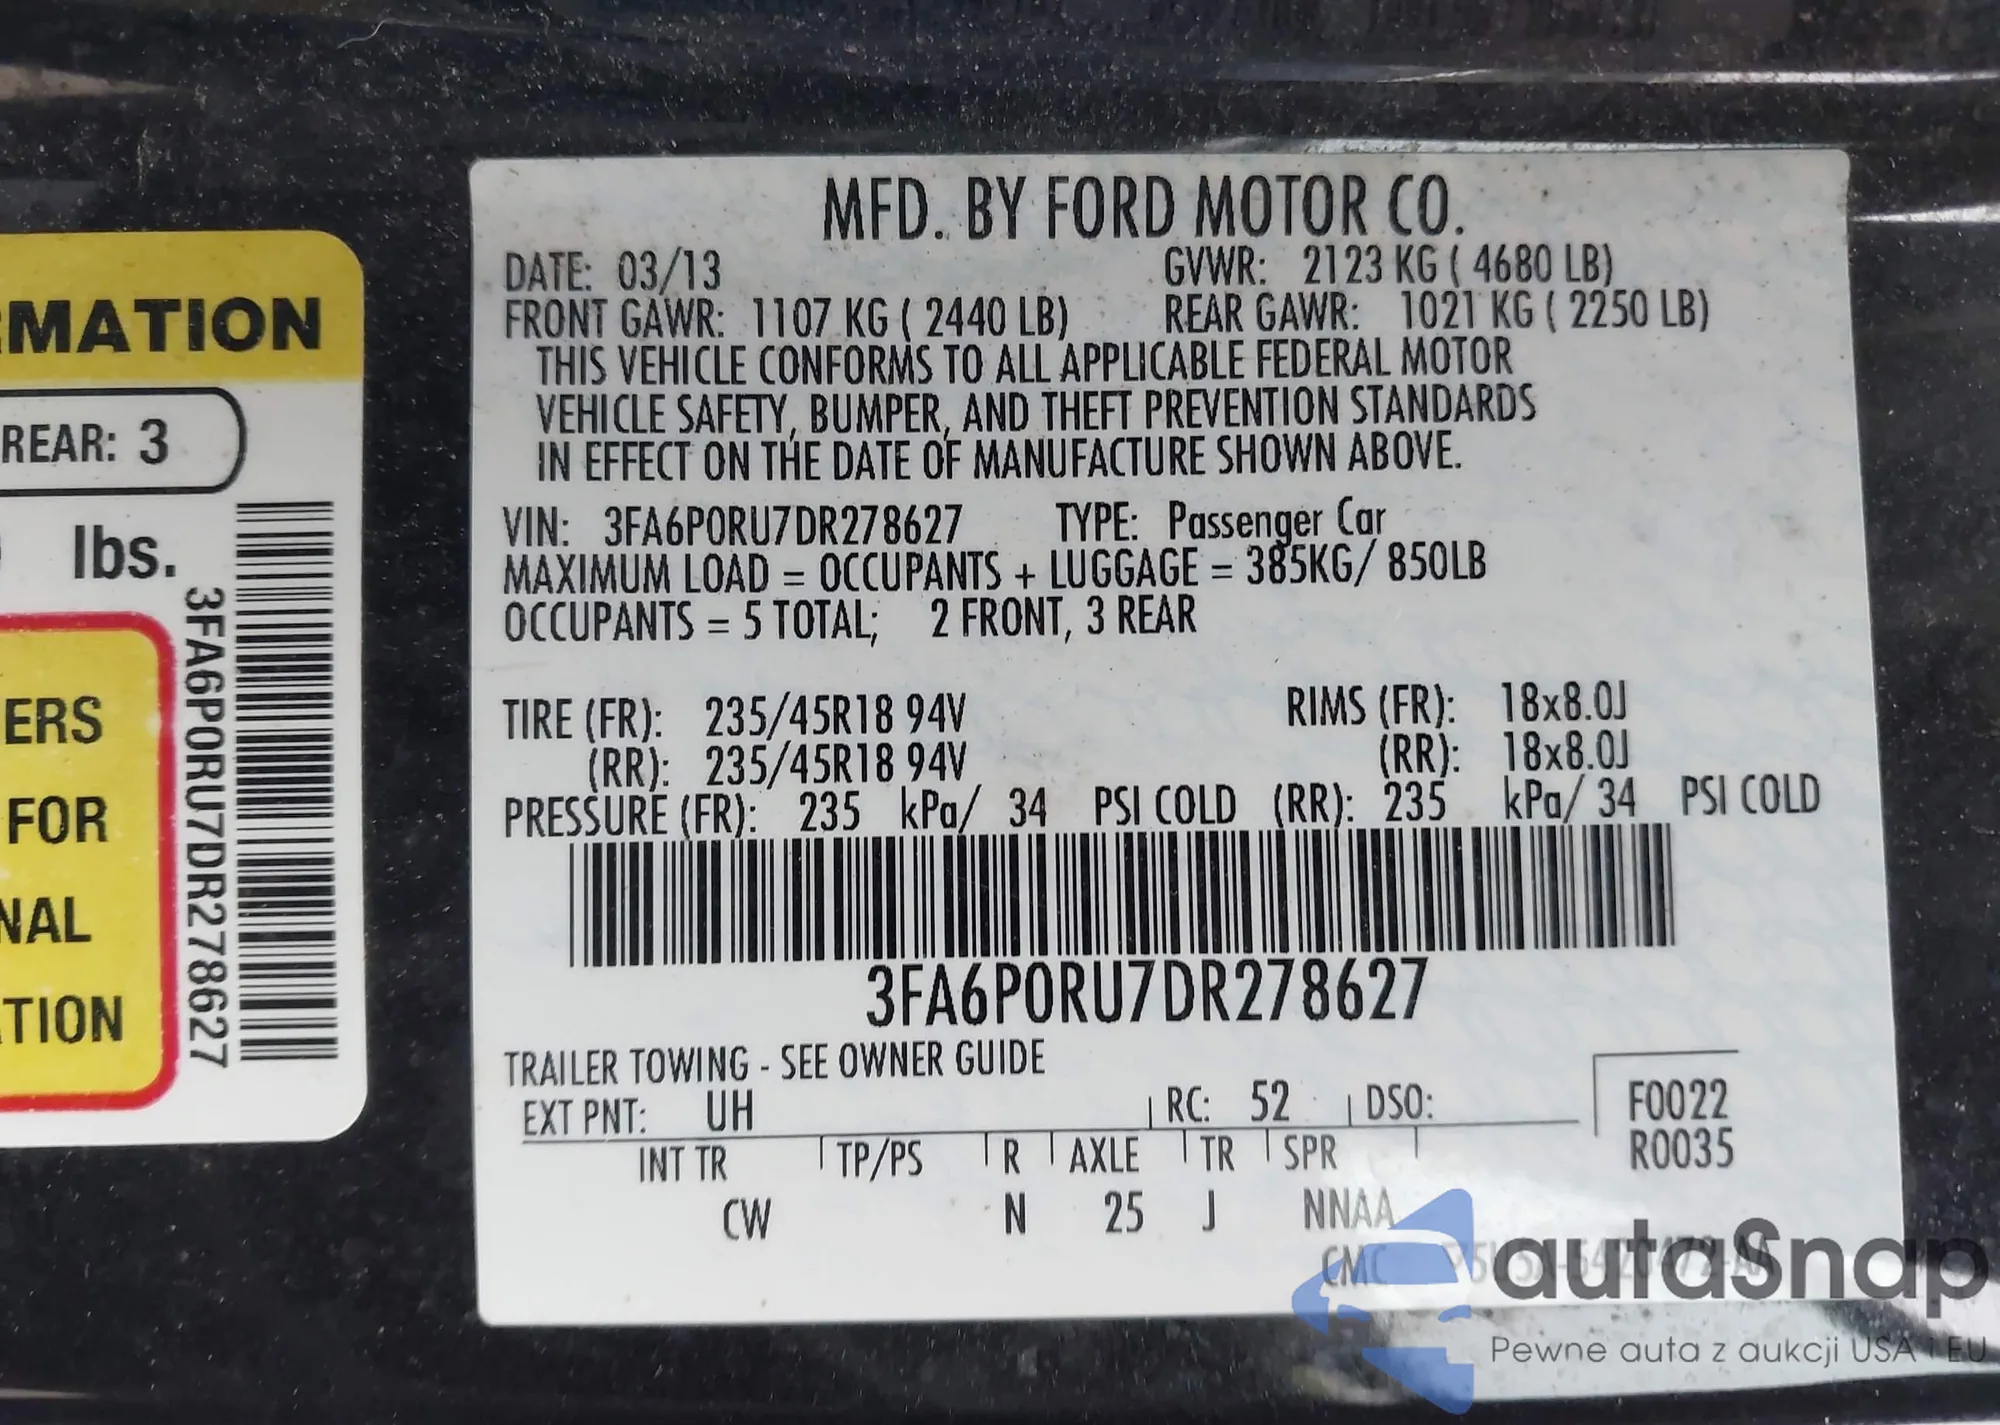 RMATION
REAR: 3
lbs.
ERS
FOR
NAL
TION
3FA6P0RU7DR278627
MFD. BY FORD MOTOR CO.
DATE: 03/13 GVWR: 2123 KG ( 4680 LB)
FRONT GAWR: 1107 KG ( 2440 LB) REAR GAWR: 1021 KG ( 2250 LB)
THIS VEHICLE CONFORMS TO ALL APPLICABLE FEDERAL MOTOR
VEHICLE SAFETY, BUMPER, AND THEFT PREVENTION STANDARDS
IN EFFECT ON THE DATE OF MANUFACTURE SHOWN ABOVE.
VIN: 3FA6P0RU7DR278627 TYPE: Passenger Car
MAXIMUM LOAD = OCCUPANTS + LUGGAGE = 385KG/ 850LB
OCCUPANTS = 5 TOTAL; 2 FRONT, 3 REAR
TIRE (FR): 235/45R18 94V RIMS (FR): 18x8.0J
(RR): 235/45R18 94V (RR): 18x8.0J
PRESSURE (FR): 235 kPa/ 34 PSI COLD (RR): 235 kPa/ 34 PSI COLD
3FA6P0RU7DR278627
TRAILER TOWING - SEE OWNER GUIDE
EXT PNT: UH RC: 52 DSO: F0022
INT TR TP/PS R AXLE TR SPR R0035
CW N 25 J NNAA
CMC
autaSnap
Pewne auta z aukcji USA i EU